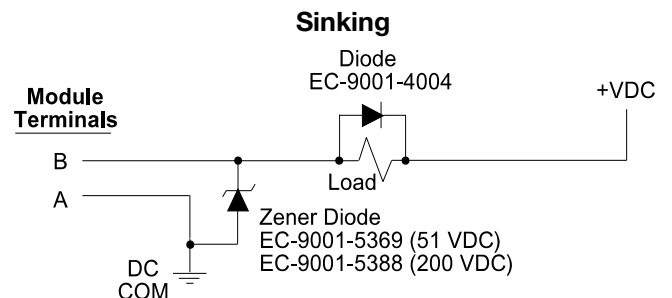 Sinking
Diode
EC-9001-4004
+VDC
Module
Terminals
B
A
Load
Zener Diode
EC-9001-5369 (51 VDC)
EC-9001-5388 (200 VDC)
DC
COM